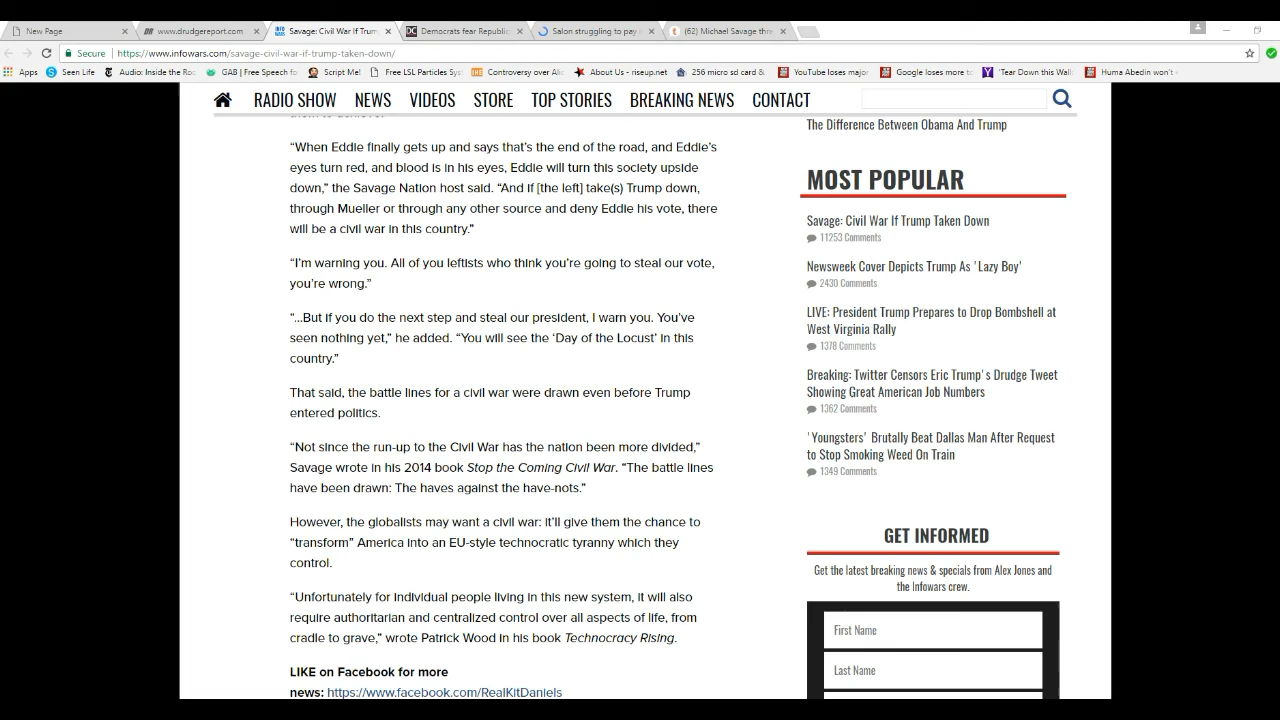 New Page
www.drudgereport.com
Savage: Civil War If Trum
Democrats fear Republic
Salon struggling to pay
(62) Michael Savage thr
Secure
https://www.infowars.com/savage-civil-war-if-trump-taken-down/
Apps
Seen Life
Audio: Inside the Ro
GAB | Free Speech fo
Script Mel
Free LSL Particles Sy
Controversy over Ali
About Us - riseup.net
256 micro sd card &
YouTube loses major
Google loses more t
'Tear Down this Wall
Huma Abedin won't
RADIO SHOW
NEWS
VIDEOS
STORE
TOP STORIES
BREAKING NEWS
CONTACT
“When Eddie finally gets up and says that’s the end of the road, and Eddie’s
eyes turn red, and blood is in his eyes, Eddie will turn this society upside
down,” the Savage Nation host said. “And if [the left] take(s) Trump down,
through Mueller or through any other source and deny Eddie his vote, there
will be a civil war in this country.”
“I’m warning you. All of you leftists who think you’re going to steal our vote,
you’re wrong.”
“…But if you do the next step and steal our president, I warn you. You’ve
seen nothing yet,” he added. “You will see the ‘Day of the Locust’ in this
country.”
That said, the battle lines for a civil war were drawn even before Trump
entered politics.
“Not since the run-up to the Civil War has the nation been more divided,”
Savage wrote in his 2014 book Stop the Coming Civil War. “The battle lines
have been drawn: The haves against the have-nots.”
However, the globalists may want a civil war: it’ll give them the chance to
“transform” America into an EU-style technocratic tyranny which they
control.
“Unfortunately for individual people living in this new system, it will also
require authoritarian and centralized control over all aspects of life, from
cradle to grave,” wrote Patrick Wood in his book Technocracy Rising.
LIKE on Facebook for more
news: https://www.facebook.com/RealKitDaniels
The Difference Between Obama And Trump
MOST POPULAR
Savage: Civil War If Trump Taken Down
11253 Comments
Newsweek Cover Depicts Trump As 'Lazy Boy'
2430 Comments
LIVE: President Trump Prepares to Drop Bombshell at
West Virginia Rally
1378 Comments
Breaking: Twitter Censors Eric Trump's Drudge Tweet
Showing Great American Job Numbers
1362 Comments
'Youngsters' Brutally Beat Dallas Man After Request
to Stop Smoking Weed On Train
1349 Comments
GET INFORMED
Get the latest breaking news & specials from Alex Jones and
the Infowars crew.
First Name
Last Name